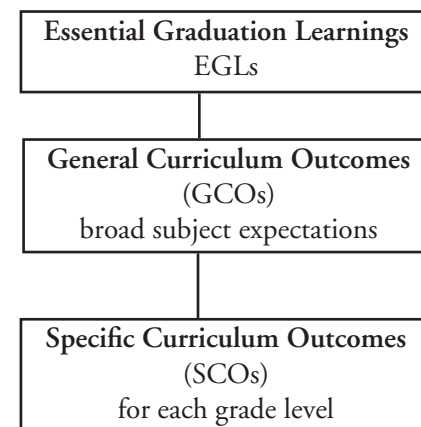 Essential Graduation Learnings
EGLs
General Curriculum Outcomes
(GCOs)
broad subject expectations
Specific Curriculum Outcomes
(SCOs)
for each grade level